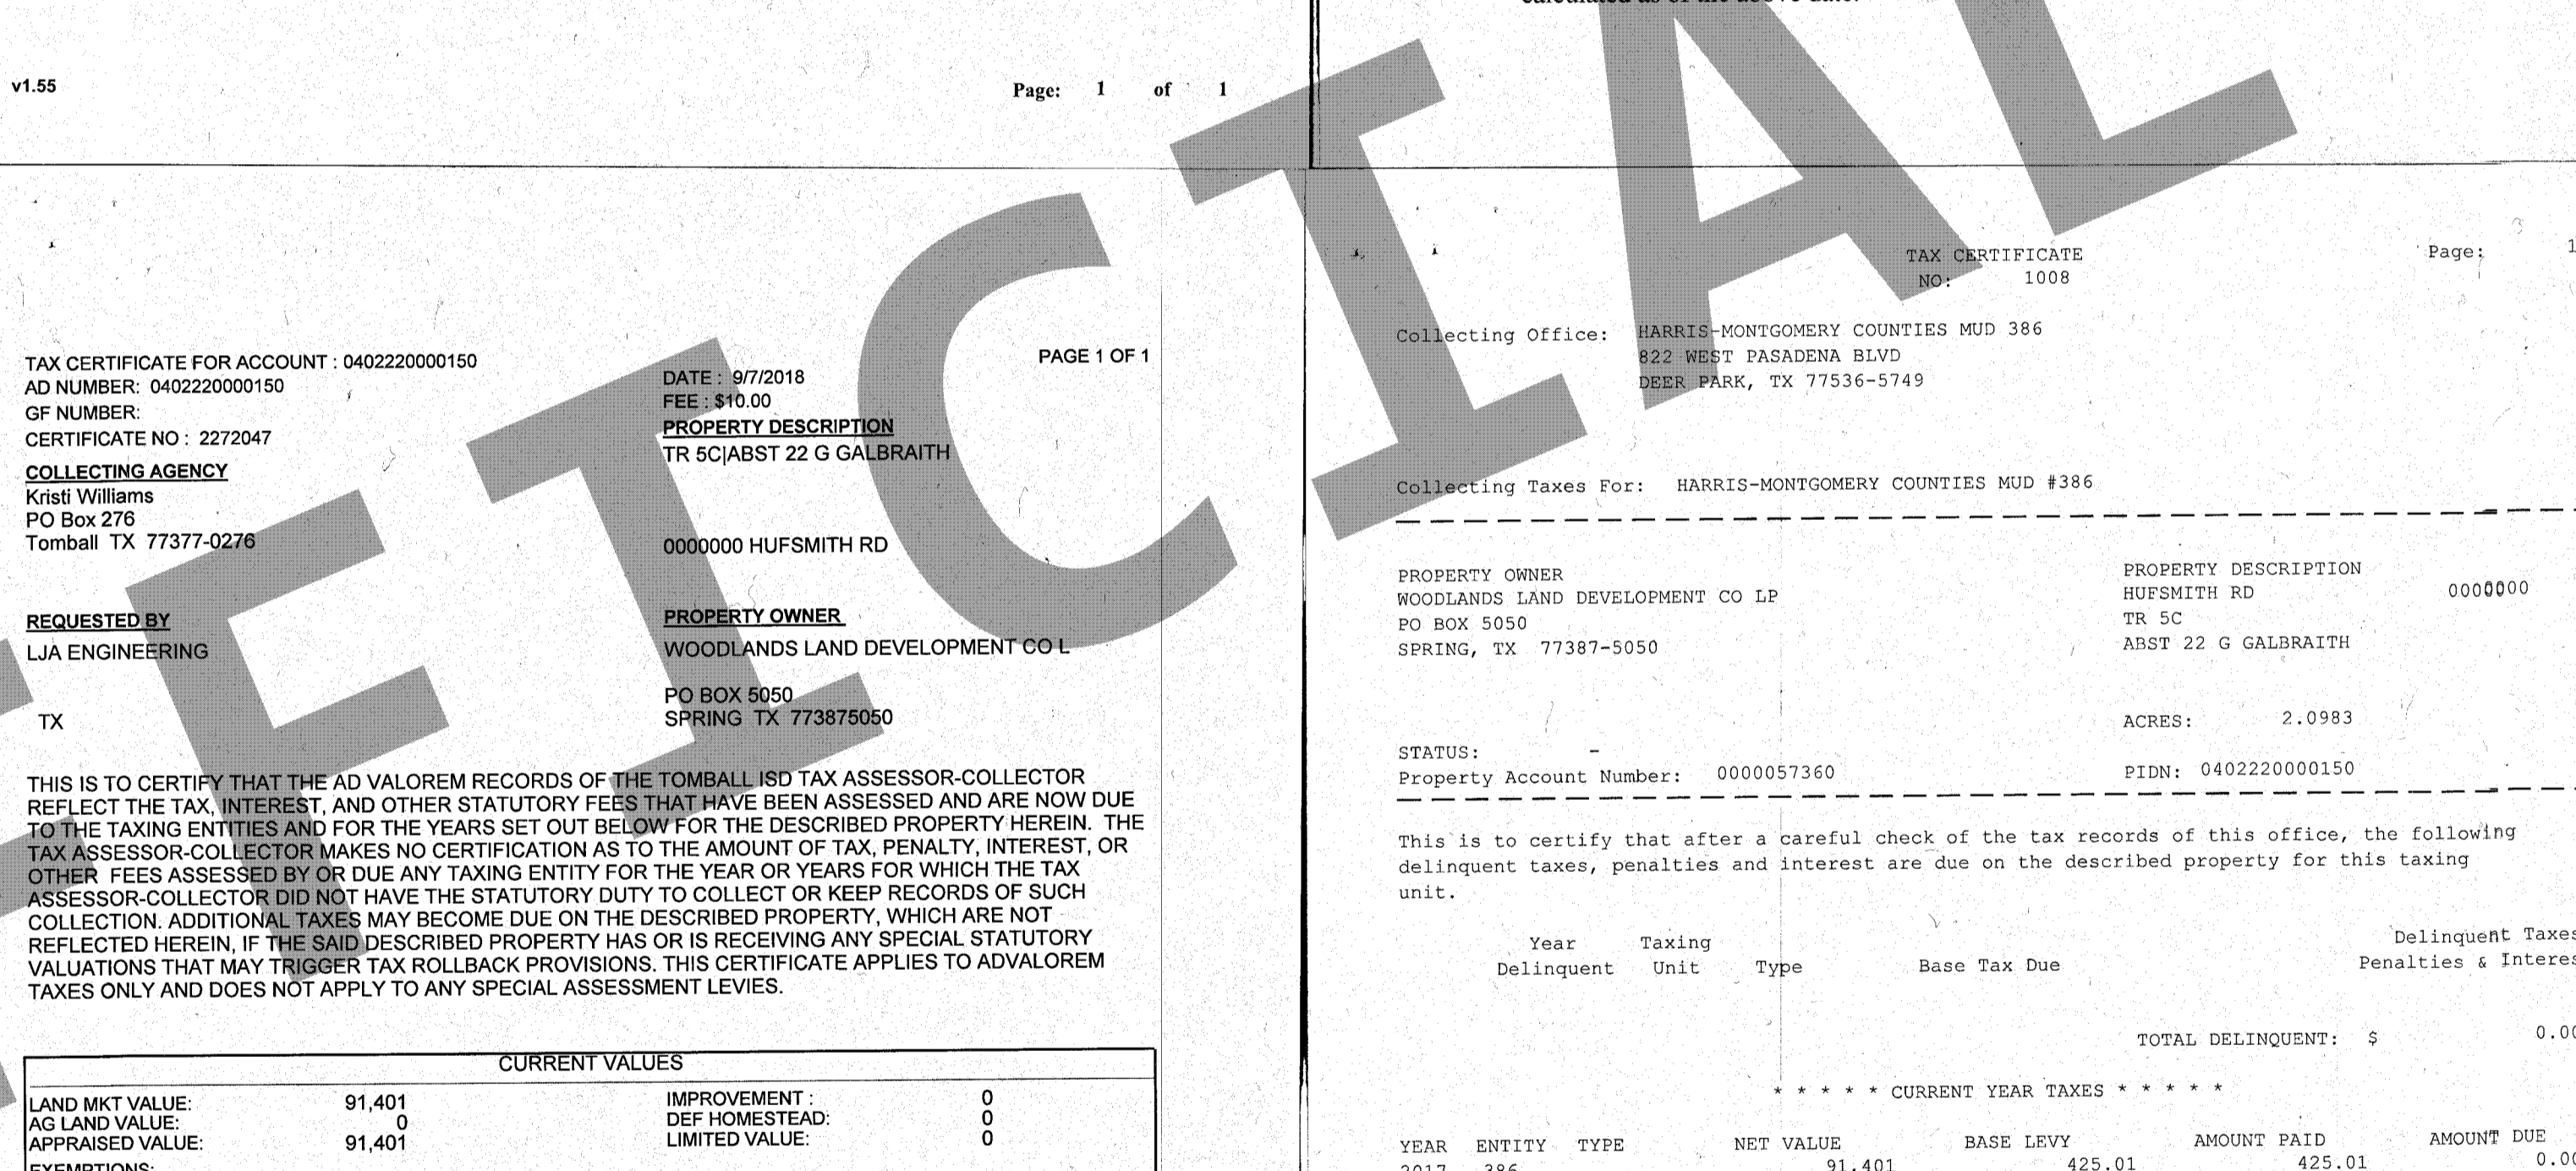 calculated as of the above date.
v1.55
Page: 1 of 1
TAX CERTIFICATE FOR ACCOUNT : 0402220000150
AD NUMBER: 0402220000150
GF NUMBER:
CERTIFICATE NO : 2272047
COLLECTING AGENCY
Kristi Williams
PO Box 276
Tomball TX 77377-0276
REQUESTED BY
LJA ENGINEERING
TX
PAGE 1 OF 1
DATE : 9/7/2018
FEE : $10.00
PROPERTY DESCRIPTION
TR 5C|ABST 22 G GALBRAITH
0000000 HUFSMITH RD
PROPERTY OWNER
WOODLANDS LAND DEVELOPMENT CO L
PO BOX 5050
SPRING TX 773875050
THIS IS TO CERTIFY THAT THE AD VALOREM RECORDS OF THE TOMBALL ISD TAX ASSESSOR-COLLECTOR
REFLECT THE TAX, INTEREST, AND OTHER STATUTORY FEES THAT HAVE BEEN ASSESSED AND ARE NOW DUE
TO THE TAXING ENTITIES AND FOR THE YEARS SET OUT BELOW FOR THE DESCRIBED PROPERTY HEREIN. THE
TAX ASSESSOR-COLLECTOR MAKES NO CERTIFICATION AS TO THE AMOUNT OF TAX, PENALTY, INTEREST, OR
OTHER FEES ASSESSED BY OR DUE ANY TAXING ENTITY FOR THE YEAR OR YEARS FOR WHICH THE TAX
ASSESSOR-COLLECTOR DID NOT HAVE THE STATUTORY DUTY TO COLLECT OR KEEP RECORDS OF SUCH
COLLECTION. ADDITIONAL TAXES MAY BECOME DUE ON THE DESCRIBED PROPERTY, WHICH ARE NOT
REFLECTED HEREIN, IF THE SAID DESCRIBED PROPERTY HAS OR IS RECEIVING ANY SPECIAL STATUTORY
VALUATIONS THAT MAY TRIGGER TAX ROLLBACK PROVISIONS. THIS CERTIFICATE APPLIES TO ADVALOREM
TAXES ONLY AND DOES NOT APPLY TO ANY SPECIAL ASSESSMENT LEVIES.
CURRENT VALUES
LAND MKT VALUE: 91,401 IMPROVEMENT : 0
AG LAND VALUE: 0 DEF HOMESTEAD: 0
APPRAISED VALUE: 91,401 LIMITED VALUE: 0
EXEMPTIONS:
TAX CERTIFICATE
NO: 1008
Page: 1
Collecting Office: HARRIS-MONTGOMERY COUNTIES MUD 386
822 WEST PASADENA BLVD
DEER PARK, TX 77536-5749
Collecting Taxes For: HARRIS-MONTGOMERY COUNTIES MUD #386
PROPERTY OWNER
WOODLANDS LAND DEVELOPMENT CO LP
PO BOX 5050
SPRING, TX 77387-5050
PROPERTY DESCRIPTION
HUFSMITH RD 0000000
TR 5C
ABST 22 G GALBRAITH
ACRES: 2.0983
STATUS: -
Property Account Number: 0000057360
PIDN: 0402220000150
This is to certify that after a careful check of the tax records of this office, the following
delinquent taxes, penalties and interest are due on the described property for this taxing
unit.
Year Taxing Delinquent Taxes
Delinquent Unit Type Base Tax Due Penalties & Interes
TOTAL DELINQUENT: $ 0.00
* * * * * CURRENT YEAR TAXES * * * * *
YEAR ENTITY TYPE NET VALUE BASE LEVY AMOUNT PAID AMOUNT DUE
2017 386 91,401 425.01 425.01 0.00
FFICIAL